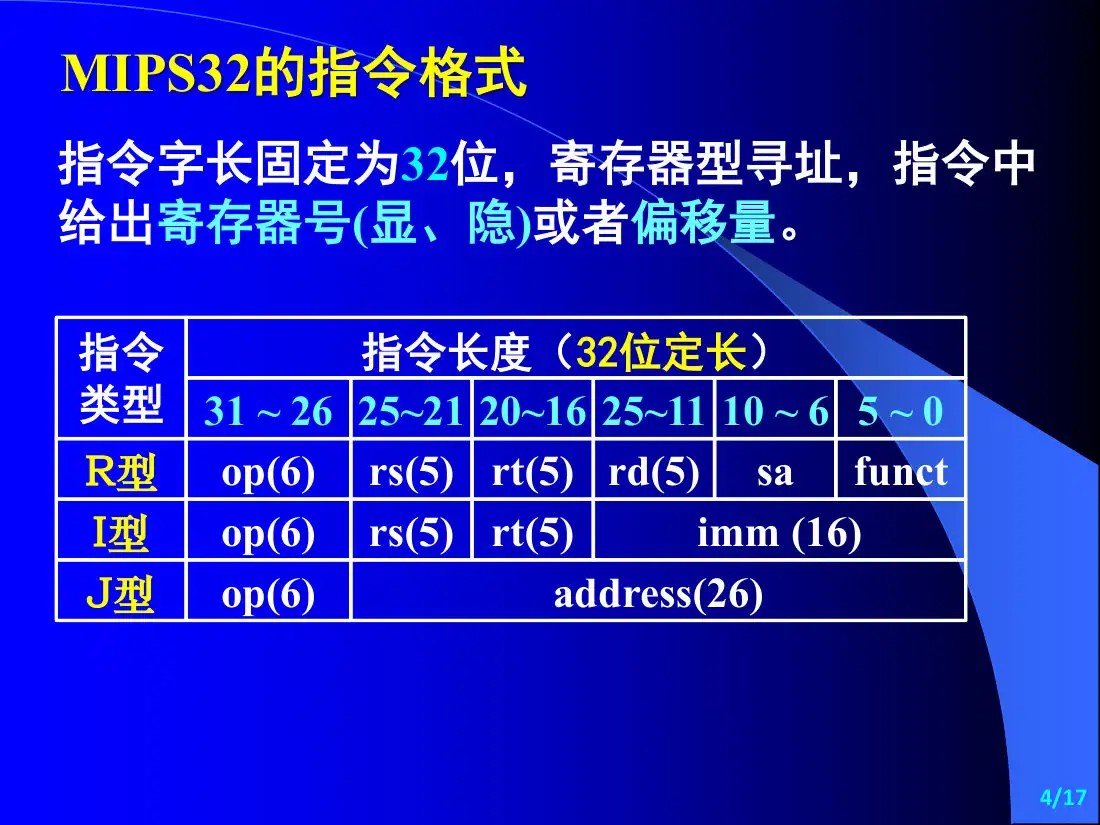 MIPS32的指令格式
指令字长固定为32位，寄存器型寻址，指令中
给出寄存器号(显、隐)或者偏移量。
指令类型 指令长度（32位定长）
31 ~ 26 25~21 20~16 25~11 10 ~ 6 5 ~ 0
R型 op(6) rs(5) rt(5) rd(5) sa funct
I型 op(6) rs(5) rt(5) imm (16)
J型 op(6) address(26)
4/17